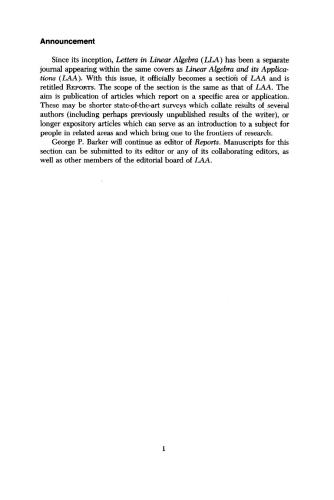 Announcement
Since its inception, Letters in Linear Algebra (LLA) has been a separate
journal appearing within the same covers as Linear Algebra and its Applica-
tions (LAA). With this issue, it officially becomes a section of LAA and is
retitled REPORTS. The scope of the section is the same as that of LAA. The
aim is publication of articles which report on a specific area or application.
These may be shorter state-of-the-art surveys which collate results of several
authors (including perhaps previously unpublished results of the writer), or
longer expository articles which can serve as an introduction to a subject for
people in related areas and which bring one to the frontiers of research.
George P. Barker will continue as editor of Reports. Manuscripts for this
section can be submitted to its editor or any of its collaborating editors, as
well as other members of the editorial board of LAA.
1